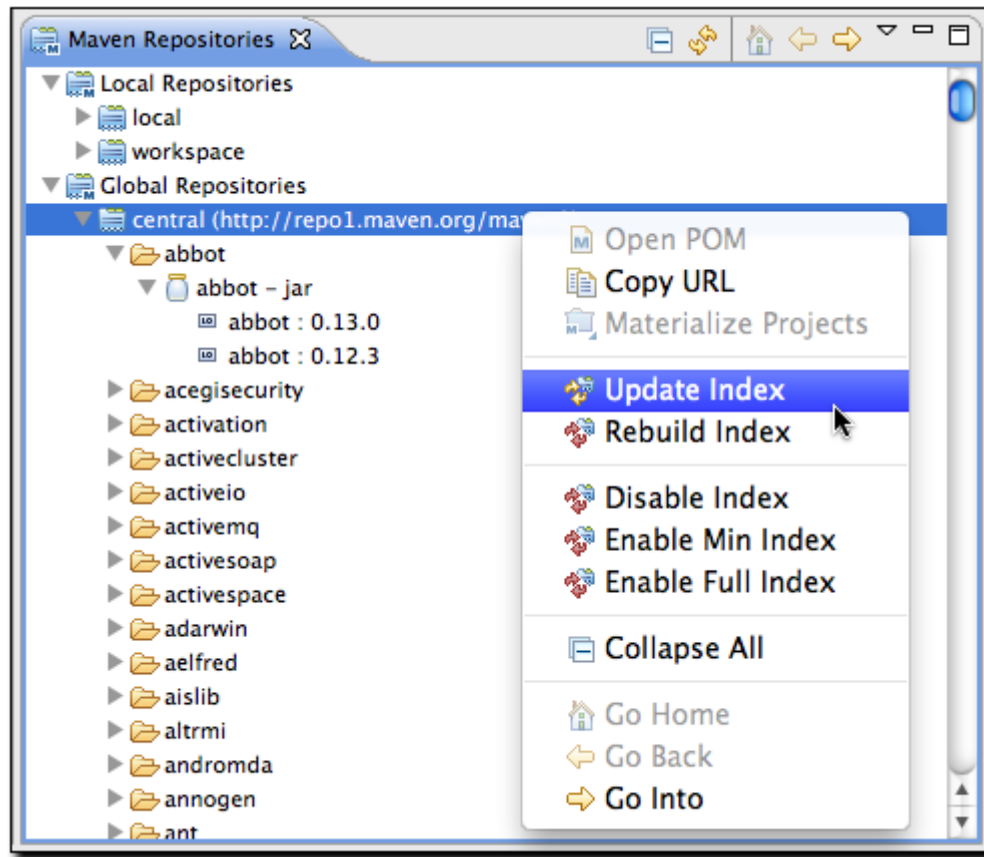 Maven Repositories
Local Repositories
local
workspace
Global Repositories
central (http://repo1.maven.org/
abbot
abbot – jar
abbot : 0.13.0
abbot : 0.12.3
acegisecurity
activation
activecluster
activeio
activemq
activesoap
activespace
adarwin
aelfred
aislib
altrmi
andromda
annogen
ant
Open POM
Copy URL
Materialize Projects
Update Index
Rebuild Index
Disable Index
Enable Min Index
Enable Full Index
Collapse All
Go Home
Go Back
Go Into